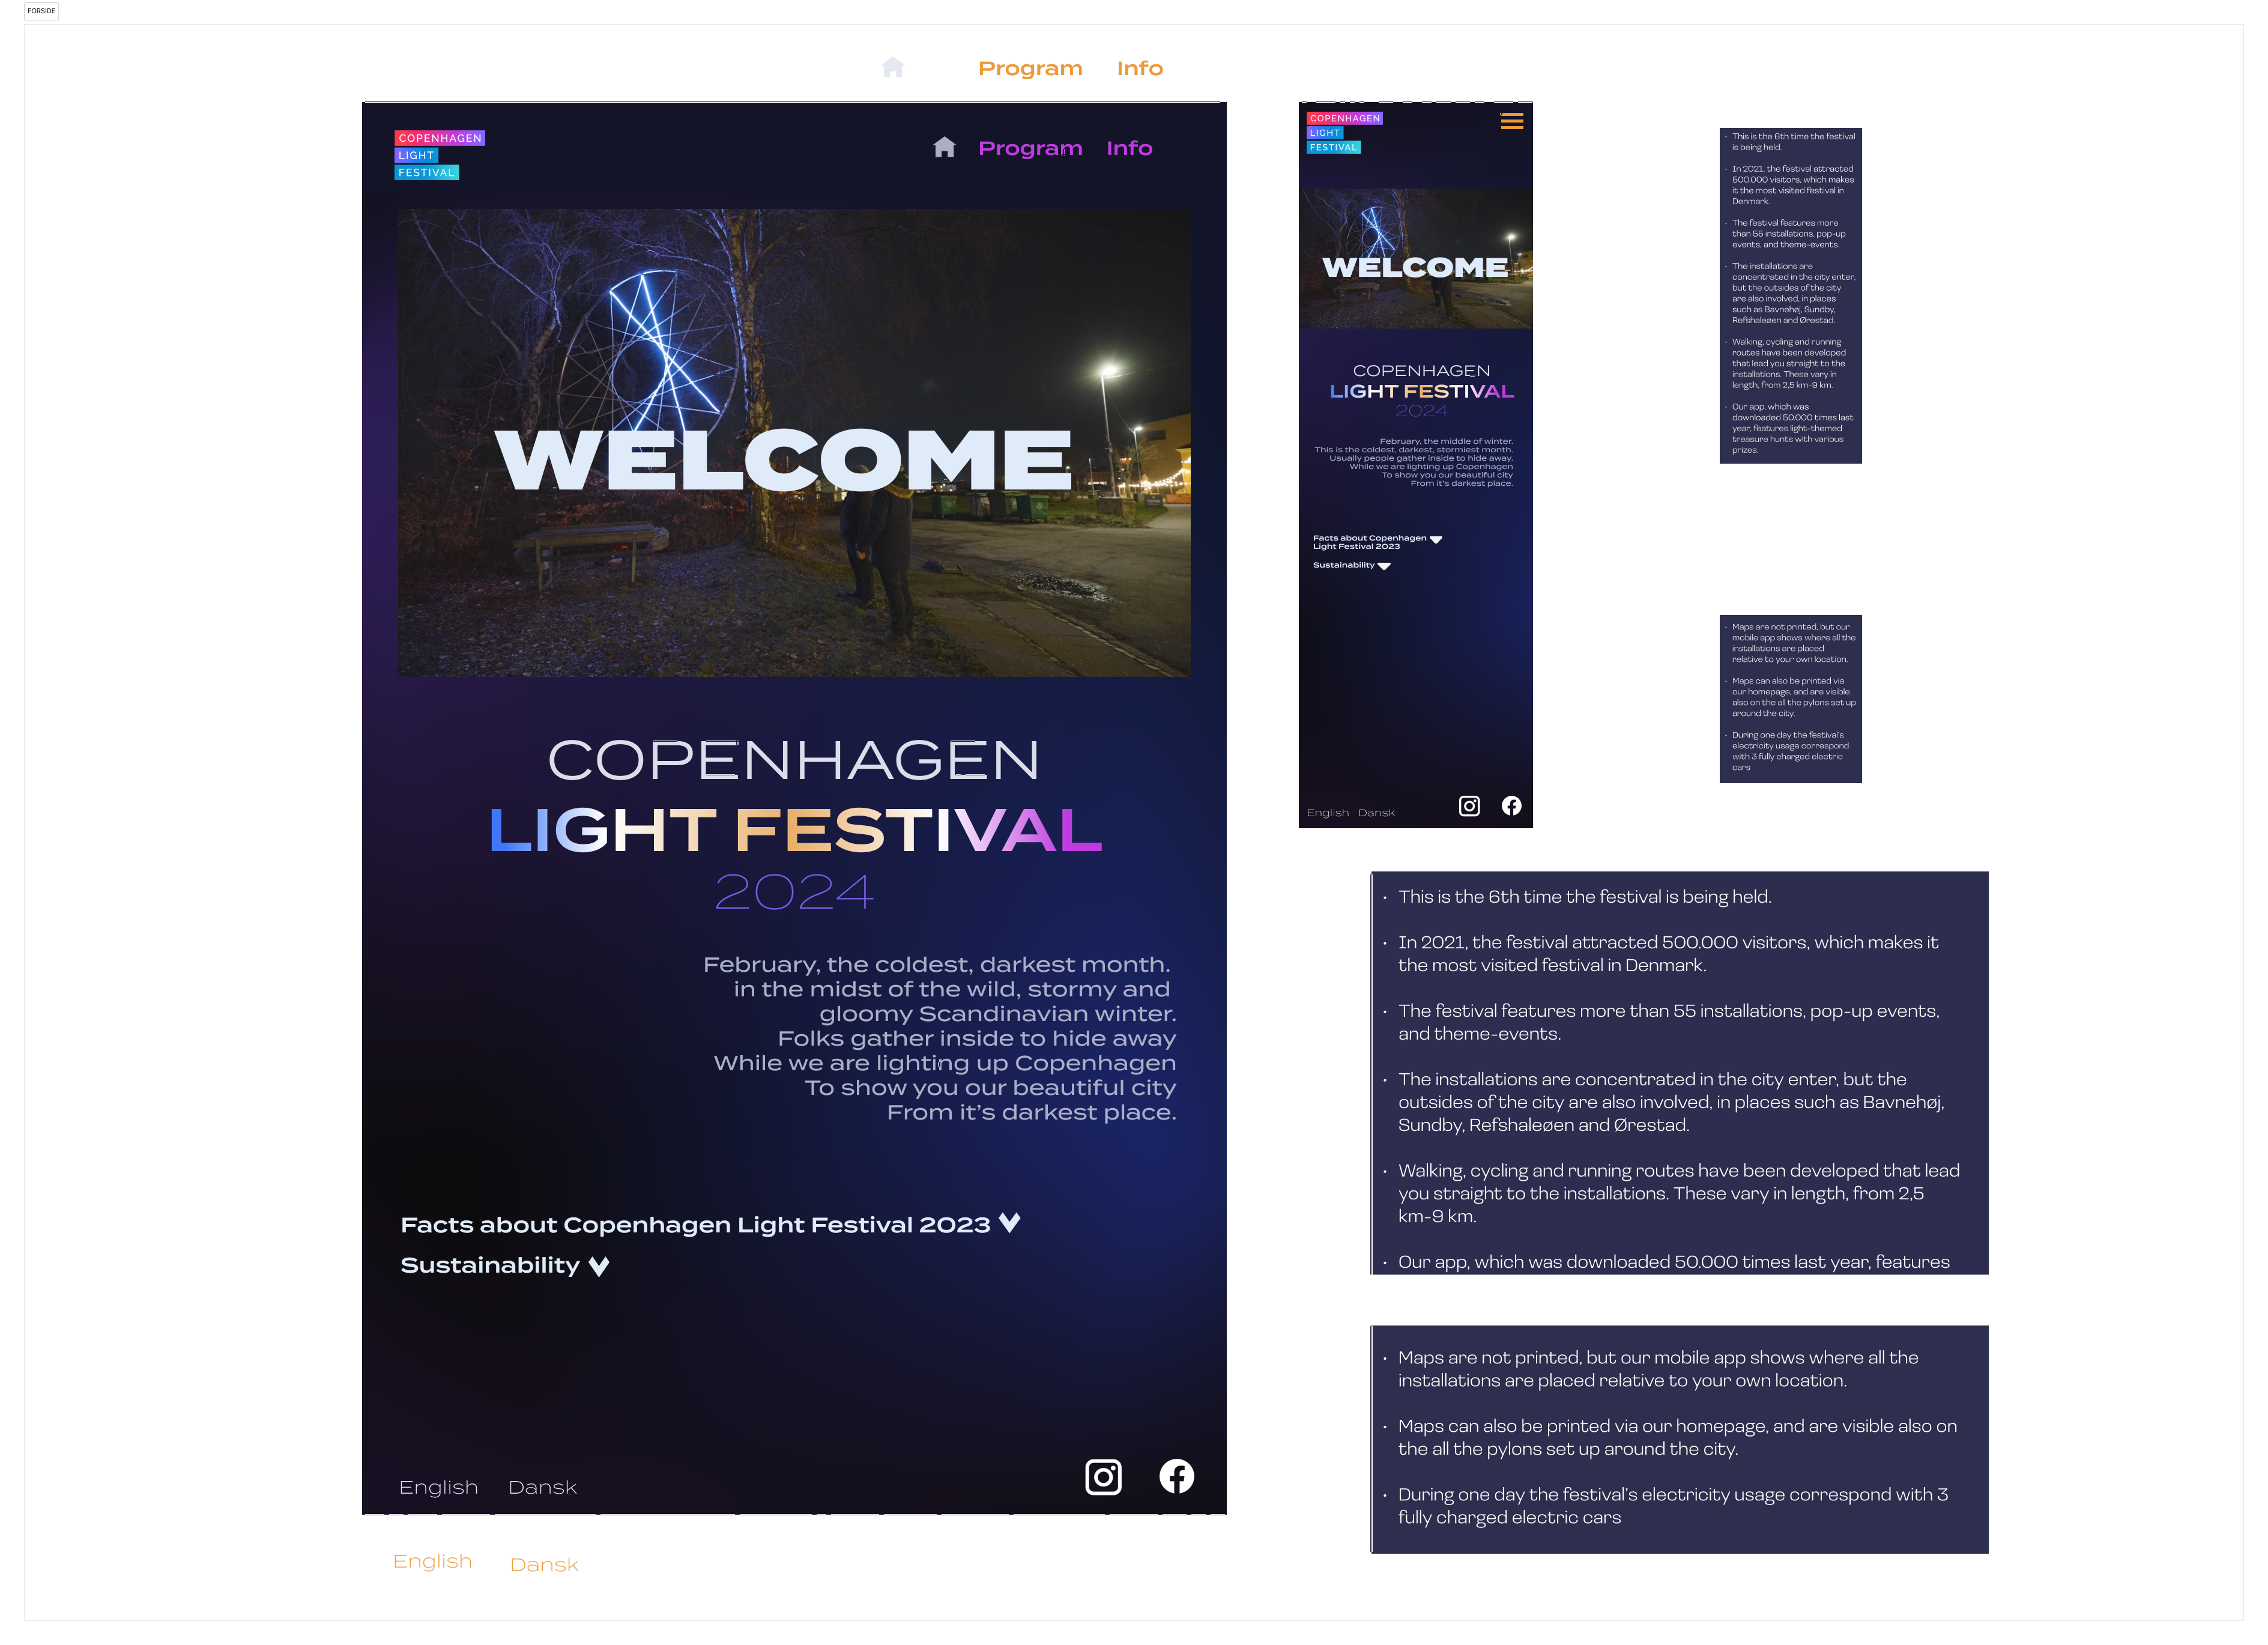 FORSIDE
Program Info
COPENHAGEN
LIGHT
FESTIVAL
Program Info
WELCOME
COPENHAGEN
LIGHT FESTIVAL
2024
February, the coldest, darkest month.
in the midst of the wild, stormy and
gloomy Scandinavian winter.
Folks gather inside to hide away
While we are lighting up Copenhagen
To show you our beautiful city
From it's darkest place.
Facts about Copenhagen Light Festival 2023
Sustainability
English Dansk
English Dansk
COPENHAGEN
LIGHT
FESTIVAL
WELCOME
COPENHAGEN
LIGHT FESTIVAL
2024
February, the middle of winter.
This is the coldest, darkest, stormiest month.
Usually people gather inside to hide away.
While we are lighting up Copenhagen
To show you our beautiful city
From it's darkest place.
Facts about Copenhagen
Light Festival 2023
Sustainability
English Dansk
• This is the 6th time the festival
is being held.
• In 2021, the festival attracted
500.000 visitors, which makes
it the most visited festival in
Denmark.
• The festival features more
than 55 installations, pop-up
events, and theme-events.
• The installations are
concentrated in the city enter,
but the outsides of the city
are also involved, in places
such as Bavnehøj, Sundby,
Refshaleøen and Ørestad.
• Walking, cycling and running
routes have been developed
that lead you straight to the
installations. These vary in
length, from 2,5 km-9 km.
• Our app, which was
downloaded 50.000 times last
year, features light-themed
treasure hunts with various
prizes.
• Maps are not printed, but our
mobile app shows where all the
installations are placed
relative to your own location.
• Maps can also be printed via
our homepage, and are visible
also on the all the pylons set up
around the city.
• During one day the festival's
electricity usage correspond
with 3 fully charged electric
cars
• This is the 6th time the festival is being held.
• In 2021, the festival attracted 500.000 visitors, which makes it
the most visited festival in Denmark.
• The festival features more than 55 installations, pop-up events,
and theme-events.
• The installations are concentrated in the city enter, but the
outsides of the city are also involved, in places such as Bavnehøj,
Sundby, Refshaleøen and Ørestad.
• Walking, cycling and running routes have been developed that lead
you straight to the installations. These vary in length, from 2,5
km-9 km.
• Our app, which was downloaded 50.000 times last year, features
• Maps are not printed, but our mobile app shows where all the
installations are placed relative to your own location.
• Maps can also be printed via our homepage, and are visible also on
the all the pylons set up around the city.
• During one day the festival's electricity usage correspond with 3
fully charged electric cars